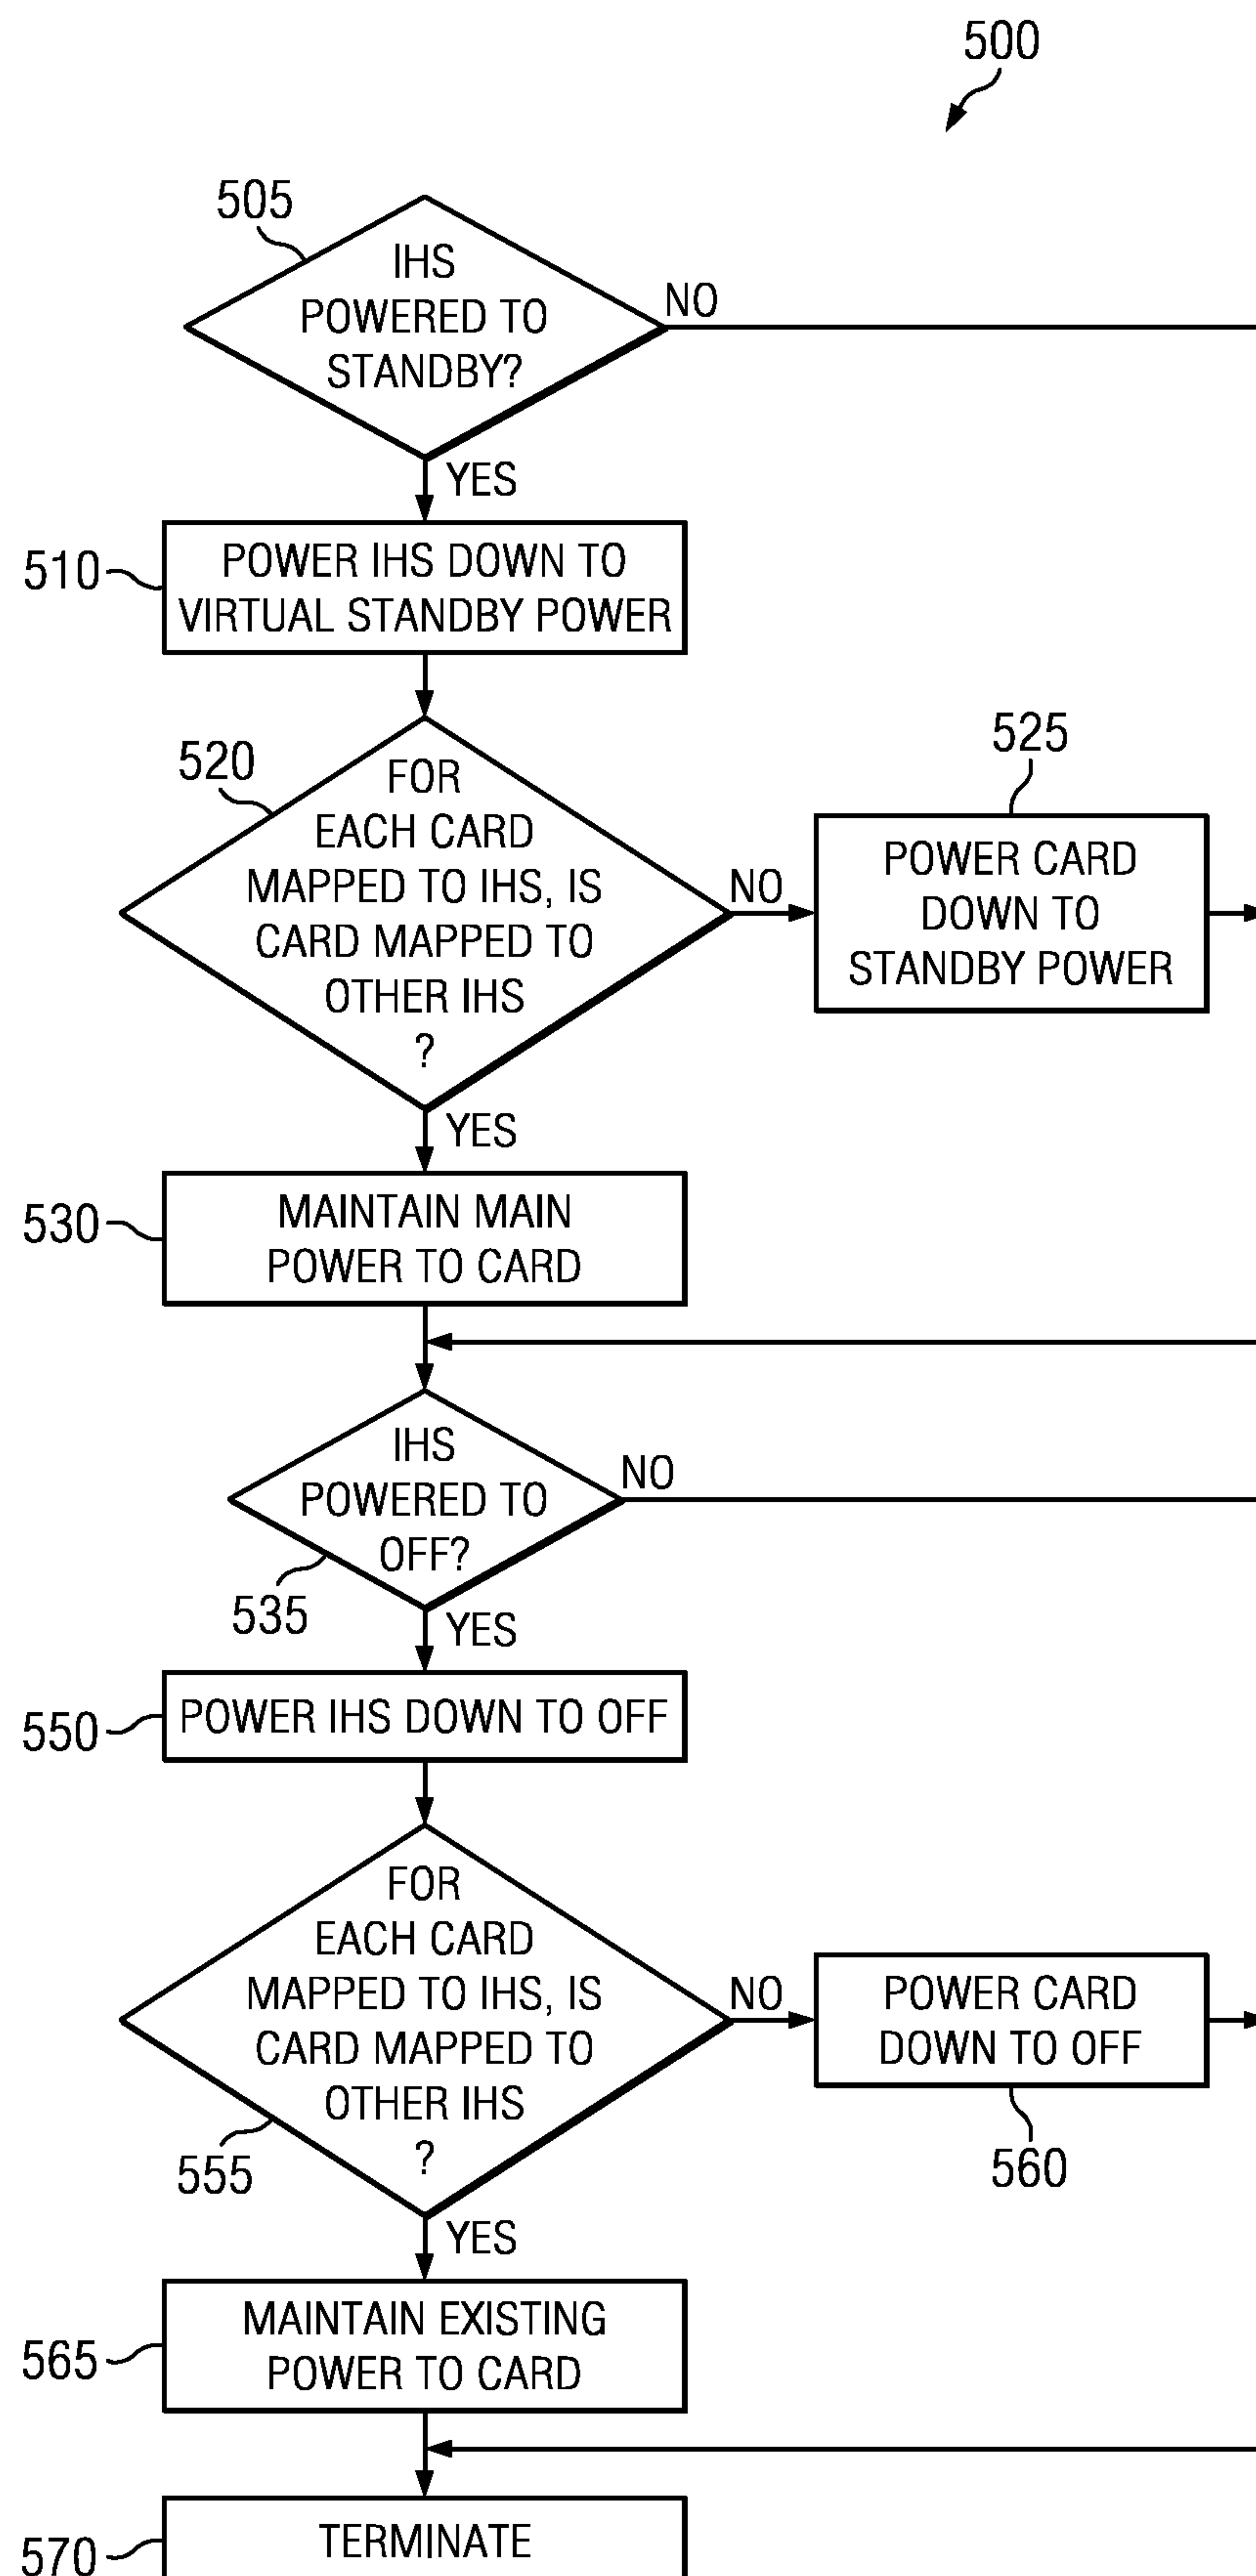 500
505
IHS
POWERED TO
STANDBY?
NO
YES
510
POWER IHS DOWN TO
VIRTUAL STANDBY POWER
520
FOR
EACH CARD
MAPPED TO IHS, IS
CARD MAPPED TO
OTHER IHS
?
NO
525
POWER CARD
DOWN TO
STANDBY POWER
YES
530
MAINTAIN MAIN
POWER TO CARD
IHS
POWERED TO
OFF?
NO
535
YES
550
POWER IHS DOWN TO OFF
FOR
EACH CARD
MAPPED TO IHS, IS
CARD MAPPED TO
OTHER IHS
?
555
NO
POWER CARD
DOWN TO OFF
560
YES
565
MAINTAIN EXISTING
POWER TO CARD
570
TERMINATE